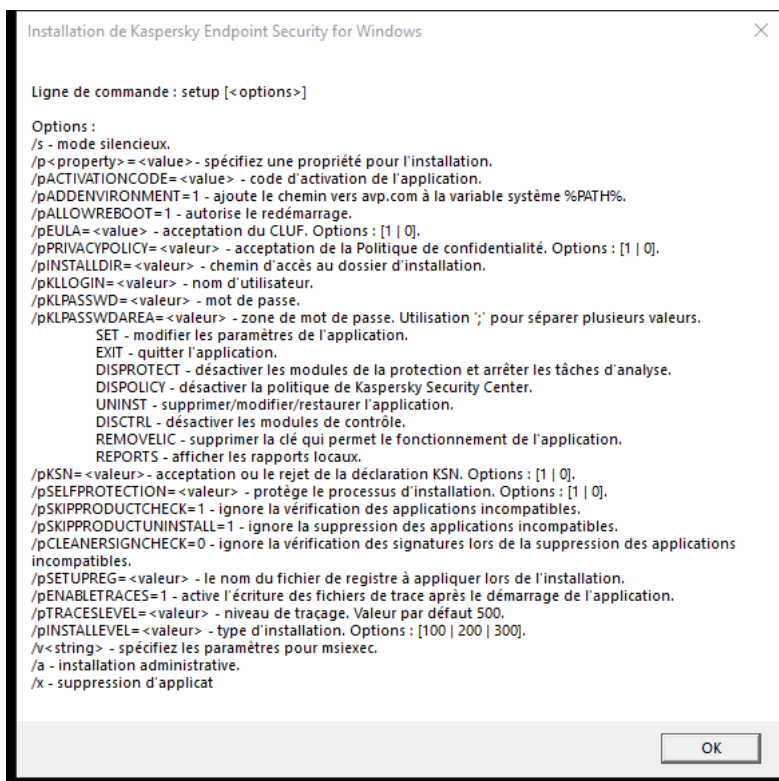 Installation de Kaspersky Endpoint Security for Windows
Ligne de commande : setup [<options>]
Options :
/s - mode silencieux.
/p<property>=<value>- spécifiez une propriété pour l'installation.
/pACTIVATIONCODE=<value> - code d'activation de l'application.
/pADDENVIRONMENT=1 - ajoute le chemin vers avp.com à la variable système %PATH%.
/pALLOWREBOOT=1 - autorise le redémarrage.
/pEULA=<value> - acceptation du CLUF. Options : [1 | 0].
/pPRIVACYPOLICY=<valeur> - acceptation de la Politique de confidentialité. Options : [1 | 0].
/pINSTALLDIR=<valeur> - chemin d'accès au dossier d'installation.
/pKLLOGIN=<valeur> - nom d'utilisateur.
/pKLPASSWD=<valeur> - mot de passe.
/pKLPASSWDAREA=<valeur> - zone de mot de passe. Utilisation ';' pour séparer plusieurs valeurs.
SET - modifier les paramètres de l'application.
EXIT - quitter l'application.
DISPROTECT - désactiver les modules de la protection et arrêter les tâches d'analyse.
DISPOLICY - désactiver la politique de Kaspersky Security Center.
UNINST - supprimer/modifier/restaurer l'application.
DISCTRL - désactiver les modules de contrôle.
REMOVELIC - supprimer la clé qui permet le fonctionnement de l'application.
REPORTS - afficher les rapports locaux.
/pKSN=<valeur>- acceptation ou le rejet de la déclaration KSN. Options : [1 | 0].
/pSELFPROTECTION=<valeur> - protège le processus d'installation. Options : [1 | 0].
/pSKIPPRODUCTCHECK=1 - ignore la vérification des applications incompatibles.
/pSKIPPRODUCTUNINSTALL=1 - ignore la suppression des applications incompatibles.
/pCLEANERSIGNCHECK=0 - ignore la vérification des signatures lors de la suppression des applications
incompatibles.
/pSETUPREG=<valeur> - le nom du fichier de registre à appliquer lors de l'installation.
/pENABLETRACES=1 - active l'écriture des fichiers de trace après le démarrage de l'application.
/pTRACESLEVEL=<valeur> - niveau de traçage. Valeur par défaut 500.
/pINSTALLEVEL=<valeur> - type d'installation. Options : [100 | 200 | 300].
/v<string> - spécifiez les paramètres pour msiexec.
/a - installation administrative.
/x - suppression d'applicat
OK